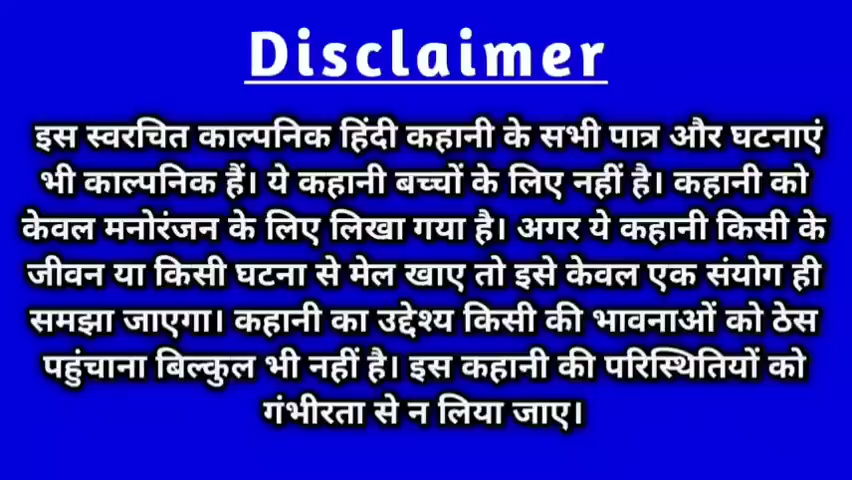 Disclaimer
इस स्वरचित काल्पनिक हिंदी कहानी के सभी पात्र और घटनाएं
भी काल्पनिक हैं। ये कहानी बच्चों के लिए नहीं है। कहानी को
केवल मनोरंजन के लिए लिखा गया है। अगर ये कहानी किसी के
जीवन या किसी घटना से मेल खाए तो इसे केवल एक संयोग ही
समझा जाएगा। कहानी का उद्देश्य किसी की भावनाओं को ठेस
पहुंचाना बिल्कुल भी नहीं है। इस कहानी की परिस्थितियों को
गंभीरता से न लिया जाए।